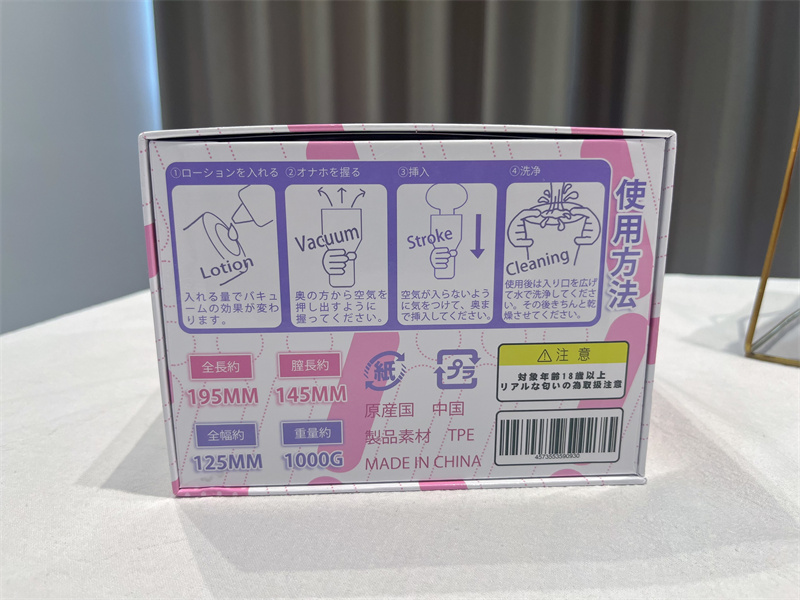 ①ローションを入れる
Lotion
入れる量でバキュ
ームの効果が変わ
ります。
②オナホを握る
Vacuum
奥の方から空気を
押し出すように
握ってください。
③挿入
Stroke
空気が入らないよう
に気をつけて、奥ま
で挿入してください。
④洗浄
Cleaning
使用後は入り口を広げ
て水で洗浄してくださ
い。その後きちんと乾
燥させてください。
使用方法
全長約
195MM
膣長約
145MM
全幅約
125MM
重量約
1000G
紙
プラ
原産国 中国
製品素材 TPE
MADE IN CHINA
注意
対象年齢18歳以上
リアルな匂いの為取扱注意
4573553590930